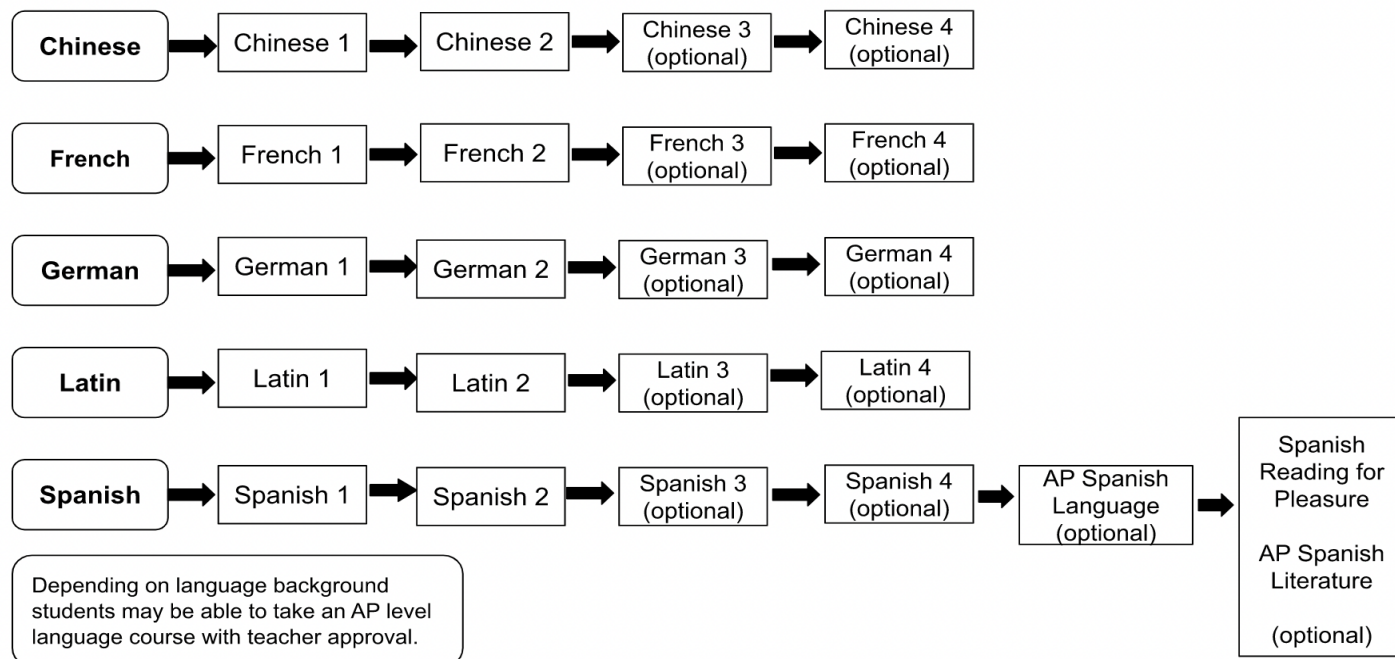 Chinese
Chinese 1
Chinese 2
Chinese 3
(optional)
Chinese 4
(optional)
French
French 1
French 2
French 3
(optional)
French 4
(optional)
German
German 1
German 2
German 3
(optional)
German 4
(optional)
Latin
Latin 1
Latin 2
Latin 3
(optional)
Latin 4
(optional)
Spanish
Spanish 1
Spanish 2
Spanish 3
(optional)
Spanish 4
(optional)
AP Spanish
Language
(optional)
Spanish
Reading for
Pleasure
AP Spanish
Literature
(optional)
Depending on language background
students may be able to take an AP level
language course with teacher approval.